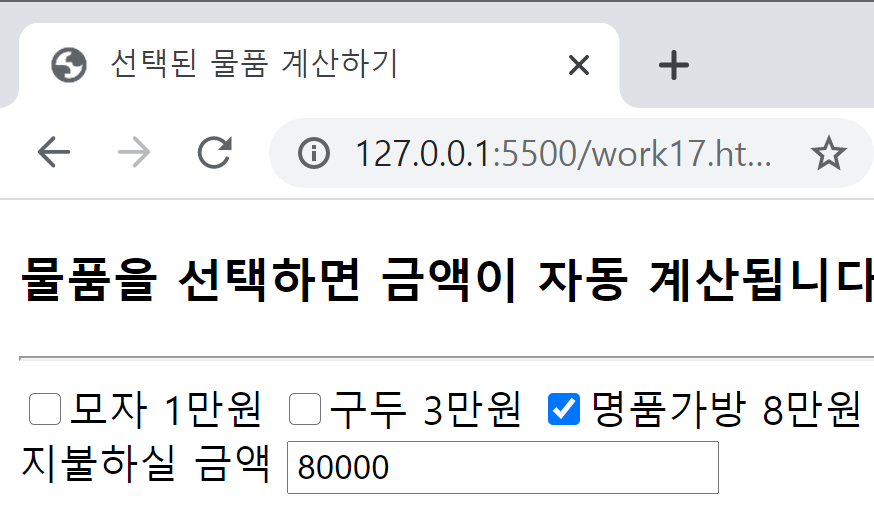 선택된 물품 계산하기
127.0.0.1:5500/work17.ht...
물품을 선택하면 금액이 자동 계산됩니다
모자 1만원 구두 3만원 명품가방 8만원
지불하실 금액 80000